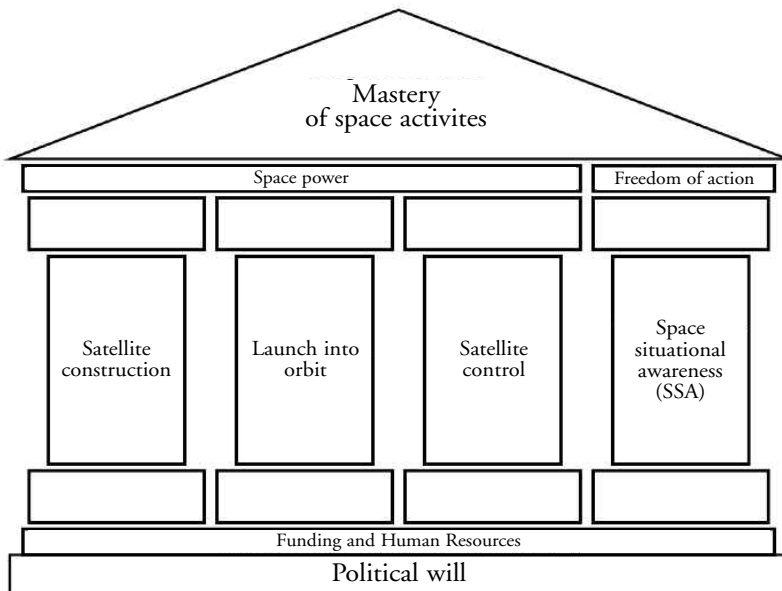 Mastery
of space activites
Space power
Freedom of action
Satellite
construction
Launch into
orbit
Satellite
control
Space
situational
awareness
(SSA)
Funding and Human Resources
Political will